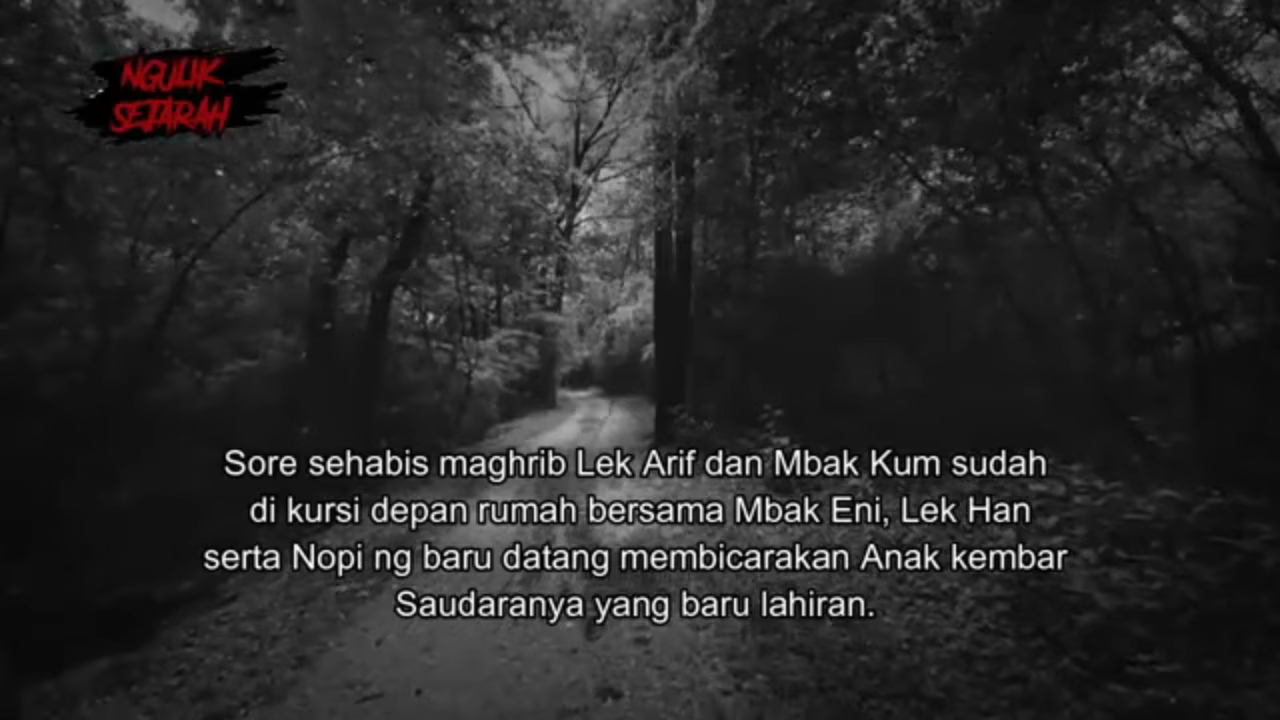 NGULIK
SEJARAH
Sore sehabis maghrib Lek Arif dan Mbak Kum sudah
di kursi depan rumah bersama Mbak Eni, Lek Han
serta Nopi ng baru datang membicarakan Anak kembar
Saudaranya yang baru lahiran.